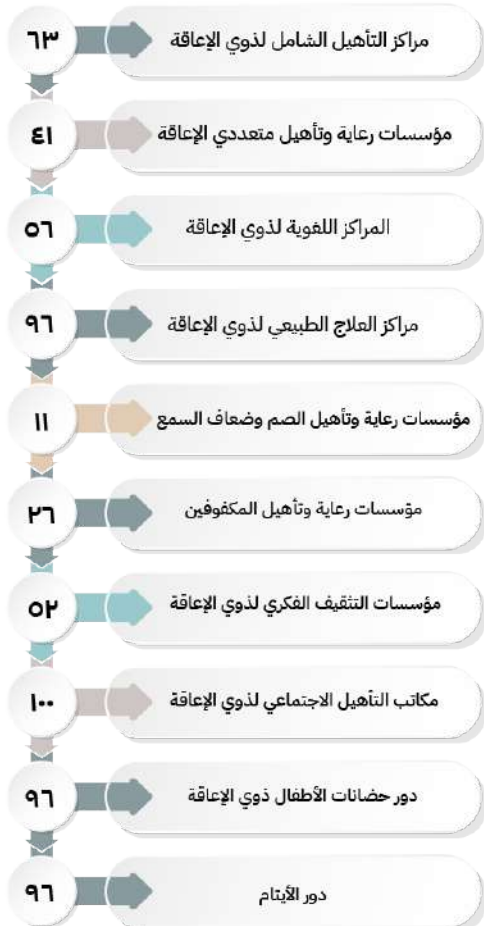 مراكز التأهيل الشامل لذوي الإعاقة ٦٣
مؤسسات رعاية وتأهيل متعددي الإعاقة ٤١
المراكز اللغوية لذوي الإعاقة ٥٦
مراكز العلاج الطبيعي لذوي الإعاقة ٩٦
مؤسسات رعاية وتأهيل الصم وضعاف السمع ١١
مؤسسات رعاية وتأهيل المكفوفين ٢٦
مؤسسات التثقيف الفكري لذوي الإعاقة ٥٢
مكاتب التأهيل الاجتماعي لذوي الإعاقة ١٠٠
دور حضانات الأطفال ذوي الإعاقة ٩٦
دور الأيتام ٩٦